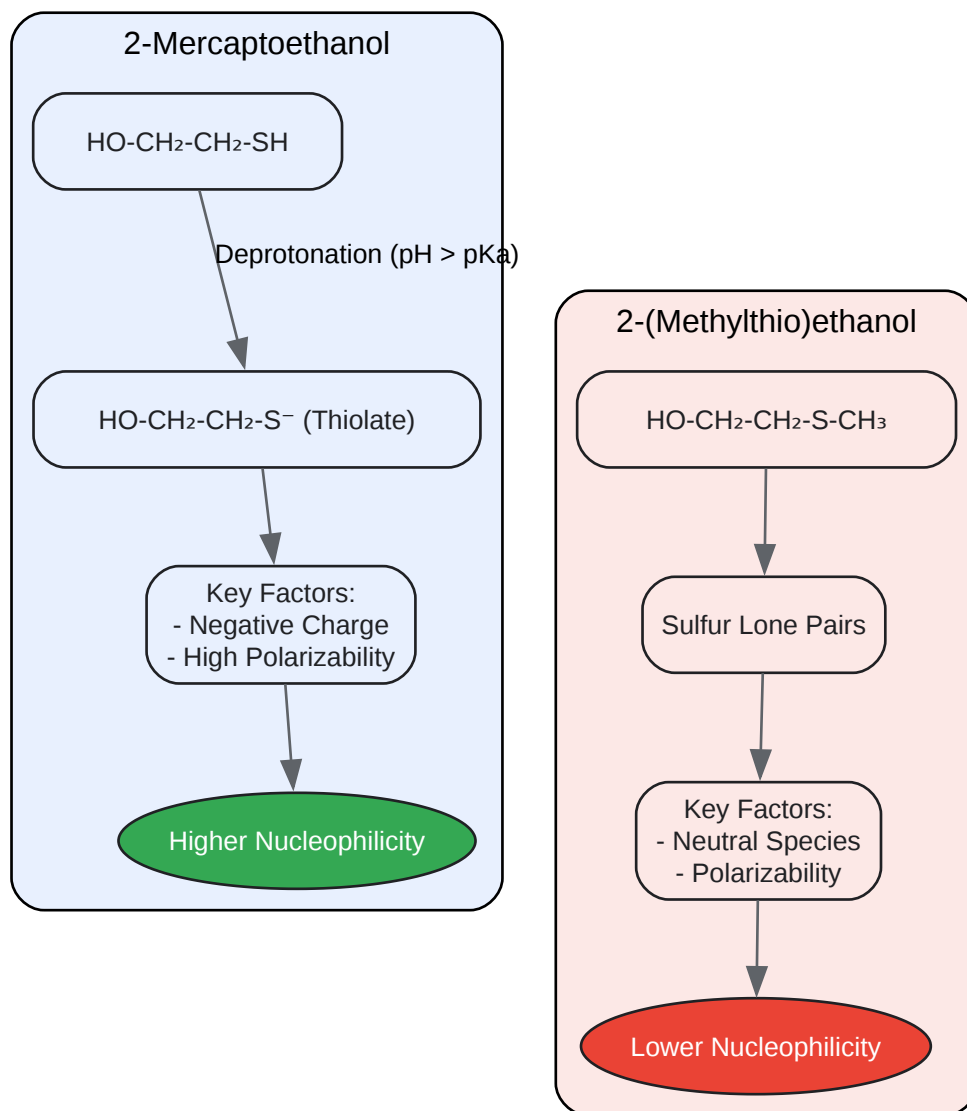 2-Mercaptoethanol
HO-CH₂-CH₂-SH
Deprotonation (pH > pKa)
HO-CH₂-CH₂-S⁻ (Thiolate)
Key Factors:
- Negative Charge
- High Polarizability
Higher Nucleophilicity
2-(Methylthio)ethanol
HO-CH₂-CH₂-S-CH₃
Sulfur Lone Pairs
Key Factors:
- Neutral Species
- Polarizability
Lower Nucleophilicity